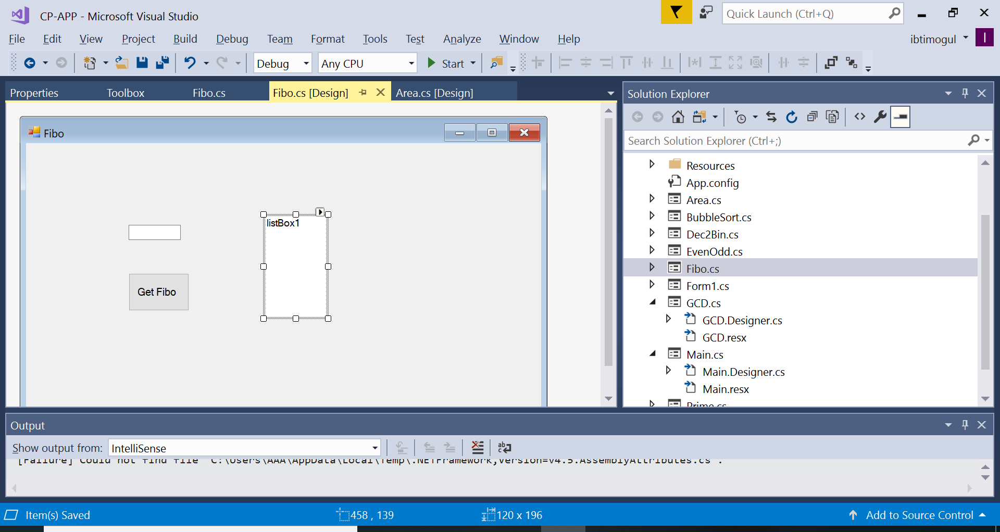 CP-APP - Microsoft Visual Studio
Quick Launch (Ctrl+Q)
File Edit View Project Build Debug Team Format Tools Test Analyze Window Help
ibtimogul I
Debug Any CPU Start
Properties Toolbox Fibo.cs Fibo.cs [Design] Area.cs [Design]
Solution Explorer
Fibo
Search Solution Explorer (Ctrl+;)
Resources
App.config
Area.cs
listBox1
BubbleSort.cs
Dec2Bin.cs
EvenOdd.cs
Fibo.cs
Get Fibo
Form1.cs
GCD.cs
GCD.Designer.cs
GCD.resx
Main.cs
Main.Designer.cs
Main.resx
Prime.cs
Output
Show output from: IntelliSense
[Failure] Could not find file 'C:\Users\AAA\AppData\Local\Temp\.NETFramework,Version=v4.5.AssemblyAttributes.cs'.
Item(s) Saved 458 , 139 120 x 196 Add to Source Control